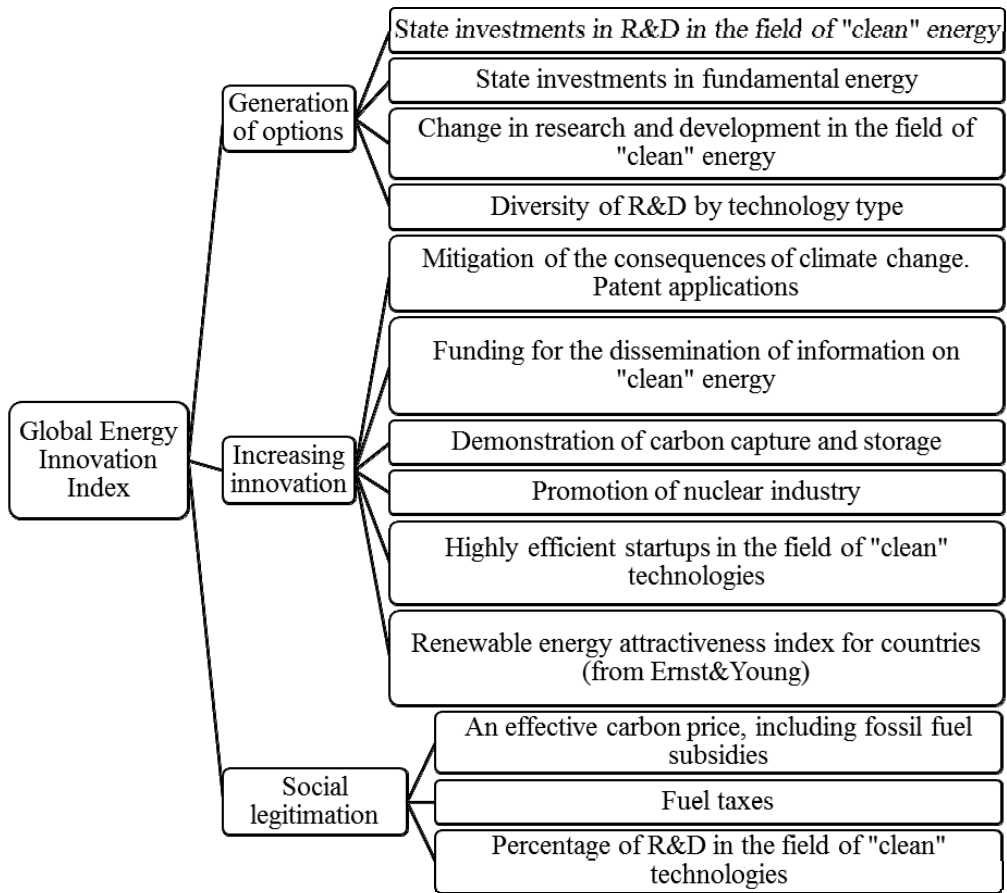 State investments in R&D in the field of "clean" energy
Generation
of options
State investments in fundamental energy
Change in research and development in the field of
"clean" energy
Diversity of R&D by technology type
Global Energy
Innovation
Index
Increasing
innovation
Mitigation of the consequences of climate change.
Patent applications
Funding for the dissemination of information on
"clean" energy
Demonstration of carbon capture and storage
Promotion of nuclear industry
Highly efficient startups in the field of "clean"
technologies
Renewable energy attractiveness index for countries
(from Ernst&Young)
Social
legitimation
An effective carbon price, including fossil fuel
subsidies
Fuel taxes
Percentage of R&D in the field of "clean"
technologies